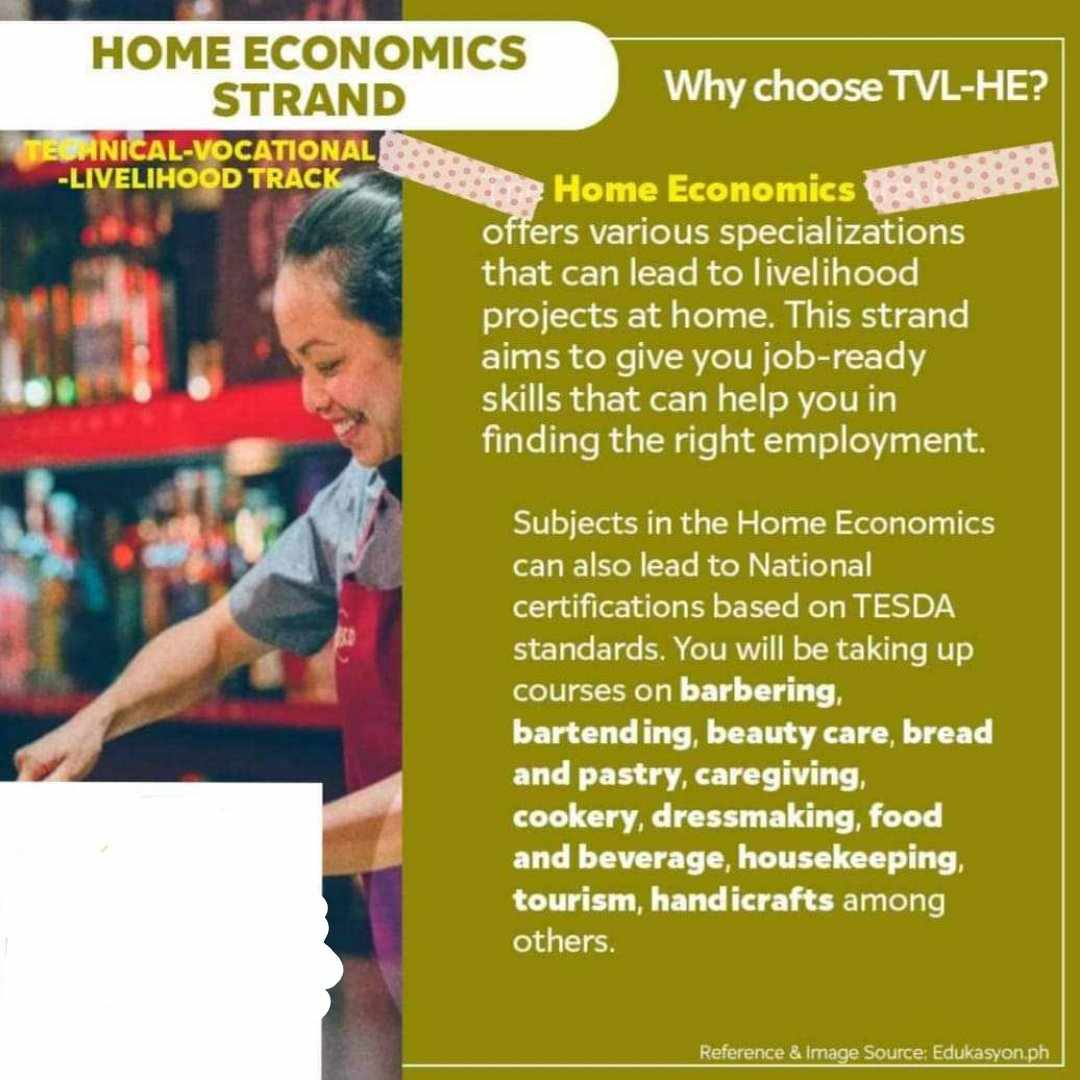 HOME ECONOMICS
STRAND
TECHNICAL-VOCATIONAL
-LIVELIHOOD TRACK
Why choose TVL-HE?
Home Economics
offers various specializations
that can lead to livelihood
projects at home. This strand
aims to give you job-ready
skills that can help you in
finding the right employment.
Subjects in the Home Economics
can also lead to National
certifications based on TESDA
standards. You will be taking up
courses on barbering,
bartending, beauty care, bread
and pastry, caregiving,
cookery, dressmaking, food
and beverage, housekeeping,
tourism, handicrafts among
others.
Reference & Image Source: Edukasyon.ph